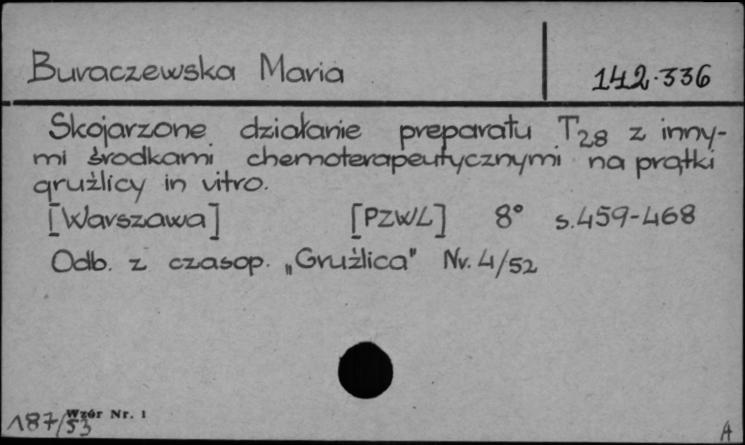 Buraczewska Maria 142.336
Skojarzone działanie preparatu T28 z inny-
mi środkami chemoterapeutycznymi na prątki
gruźlicy in vitro.
[Warszawa] [PZWL] 8° s.459-468
Odb. z czasop. „Gruźlica" Nr. 4/52
187/53 Wzór Nr. 1 A